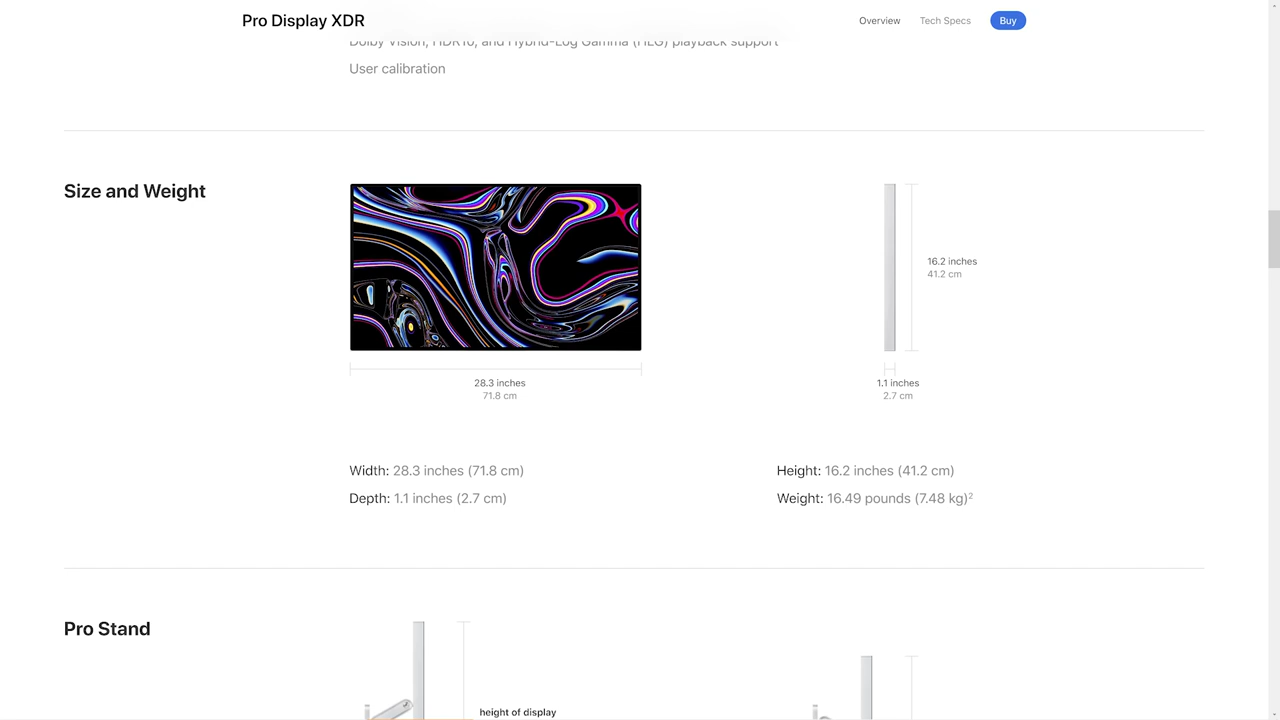 Pro Display XDR
Overview
Tech Specs
Buy
Dolby Vision, HDR10, and Hybrid-Log Gamma (HLG) playback support
User calibration
Size and Weight
16.2 inches
41.2 cm
28.3 inches
71.8 cm
1.1 inches
2.7 cm
Width: 28.3 inches (71.8 cm)
Height: 16.2 inches (41.2 cm)
Depth: 1.1 inches (2.7 cm)
Weight: 16.49 pounds (7.48 kg)²
Pro Stand
height of display